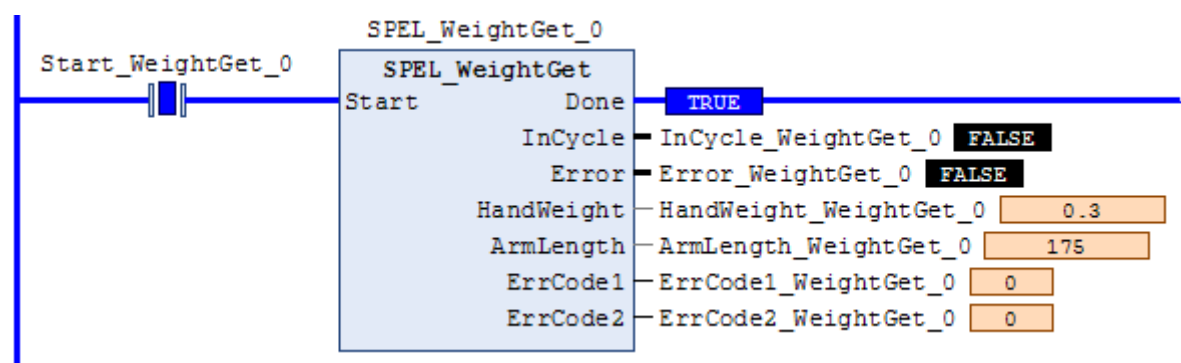 SPEL_WeightGet_0
Start_WeightGet_0
SPEL_WeightGet
Start Done TRUE
InCycle InCycle_WeightGet_0 FALSE
Error Error_WeightGet_0 FALSE
HandWeight HandWeight_WeightGet_0 0.3
ArmLength ArmLength_WeightGet_0 175
ErrCode1 ErrCode1_WeightGet_0 0
ErrCode2 ErrCode2_WeightGet_0 0